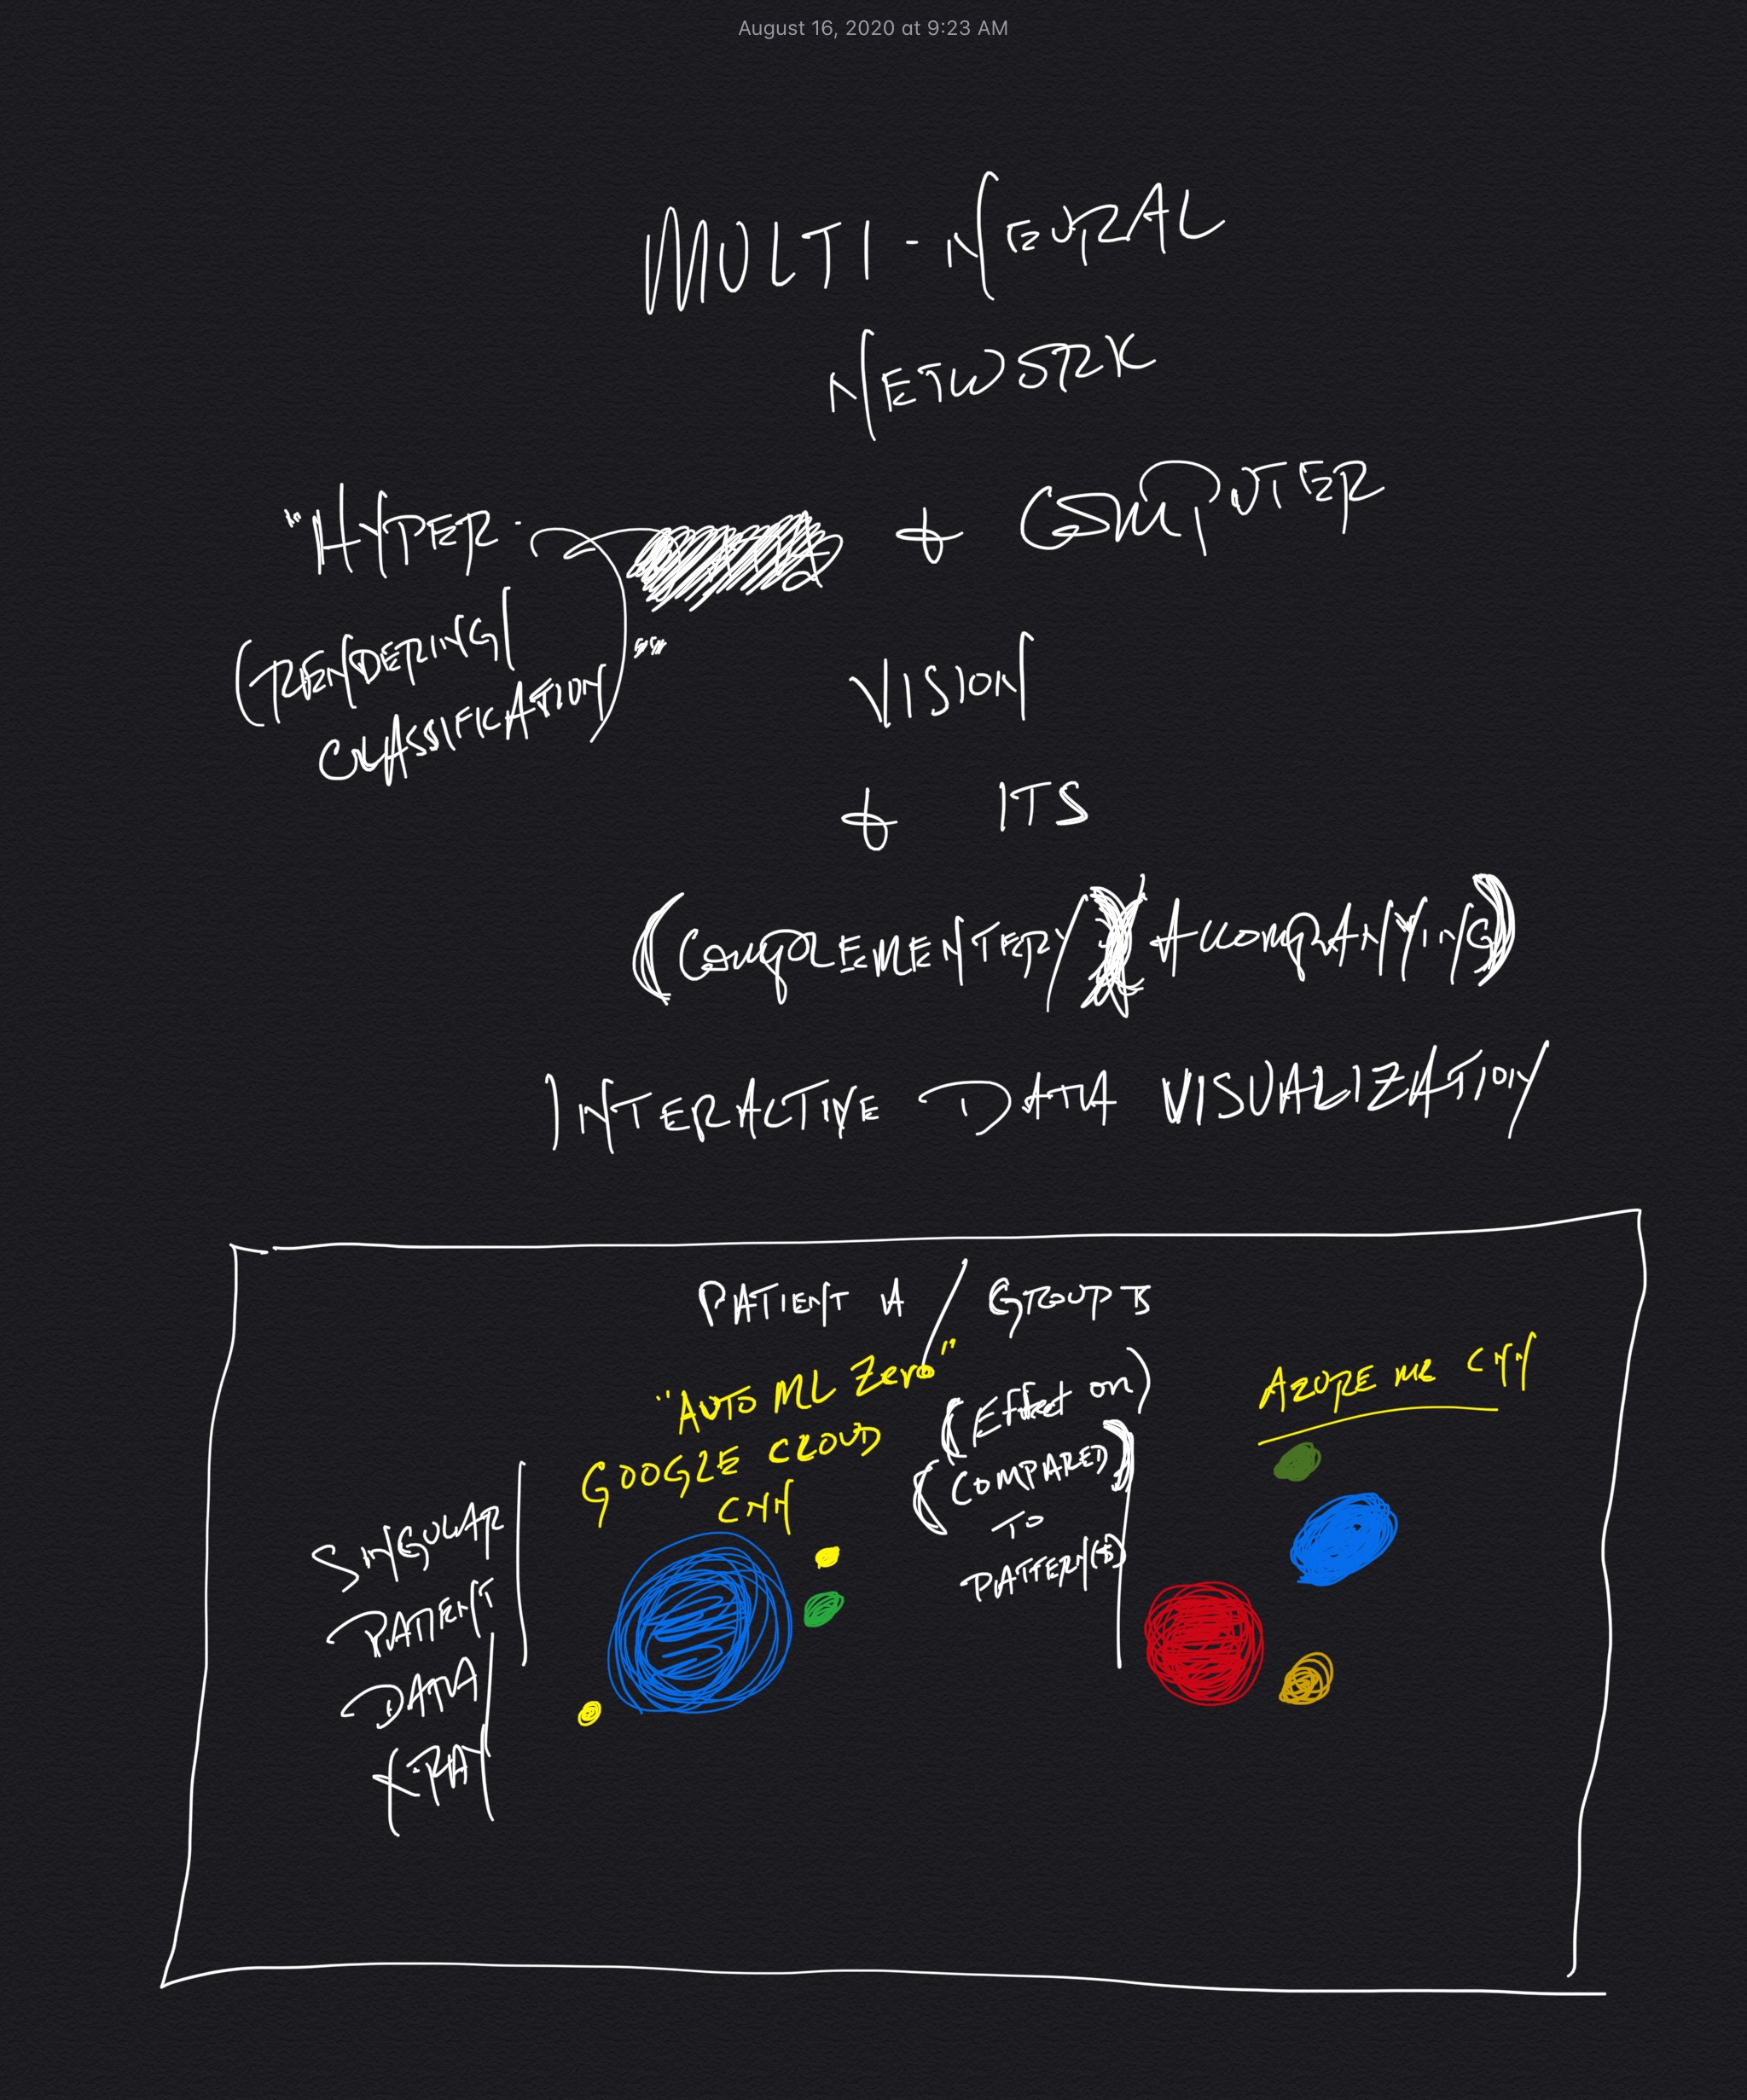 August 16, 2020 at 9:23 AM
MULTI-NEURAL
NETWORK
"HYPER-
(RENDERING/
CLASSIFICATION)"
& COMPUTER
VISION
& ITS
(COMPLEMENTERY/ACCOMPANYING)
INTERACTIVE DATA VISUALIZATION
PATIENT A / GROUP B
"AUTO ML Zero"
GOOGLE CLOUD
CNN
(Effect on)
(COMPARED)
TO
PATTERN(S)
AZURE ML CNN
SINGULAR
PATIENT
DATA/
X-RAY